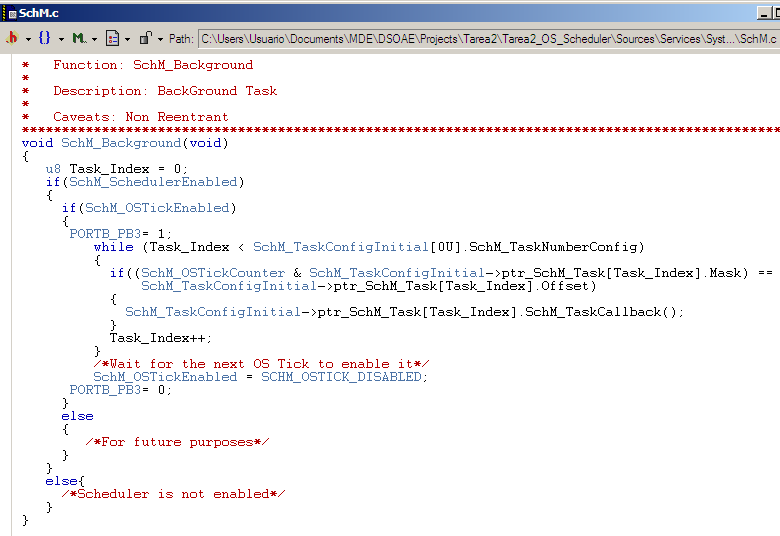 SchM.c
Path: C:\Users\Usuario\Documents\MDE\DSOAE\Projects\Tarea2\Tarea2_OS_Scheduler\Sources\Services\Syst...\SchM.c
*   Function: SchM_Background
*
*   Description: BackGround Task
*
*   Caveats: Non Reentrant
*****************************************************************************************************
void SchM_Background(void)
{
   u8 Task_Index = 0;
   if(SchM_SchedulerEnabled)
   {
     if(SchM_OSTickEnabled)
     {
      PORTB_PB3= 1;
         while (Task_Index < SchM_TaskConfigInitial[0U].SchM_TaskNumberConfig)
         {
           if((SchM_OSTickCounter & SchM_TaskConfigInitial->ptr_SchM_Task[Task_Index].Mask) ==
               SchM_TaskConfigInitial->ptr_SchM_Task[Task_Index].Offset)
           {
             SchM_TaskConfigInitial->ptr_SchM_Task[Task_Index].SchM_TaskCallback();
           }
           Task_Index++;
         }
         /*Wait for the next OS Tick to enable it*/
         SchM_OSTickEnabled = SCHM_OSTICK_DISABLED;
      PORTB_PB3= 0;
     }
     else
     {
        /*For future purposes*/
     }
   }
   else{
     /*Scheduler is not enabled*/
   }
}